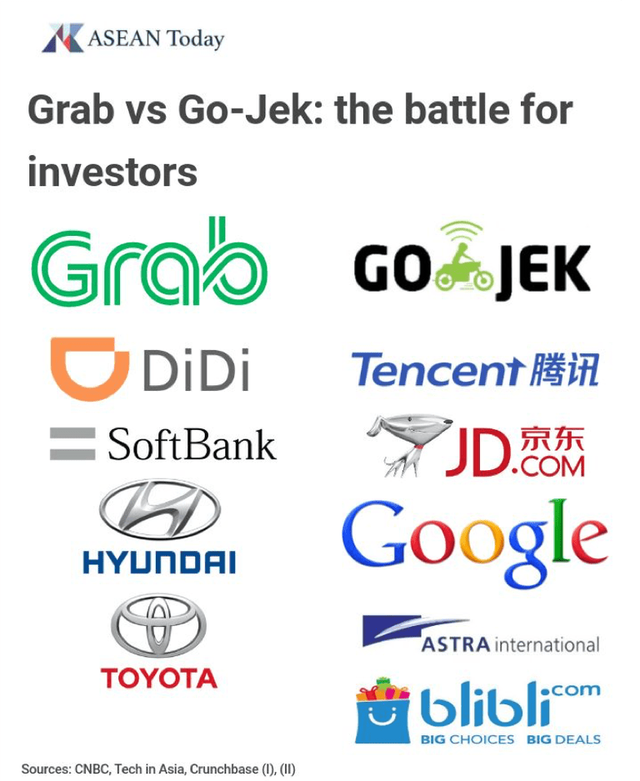 ASEAN Today
Grab vs Go-Jek: the battle for
investors
Grab
GO JEK
DiDi
Tencent 腾讯
SoftBank
JD.COM 京东
HYUNDAI
Google
TOYOTA
ASTRA international
blibli.com
BIG CHOICES BIG DEALS
Sources: CNBC, Tech in Asia, Crunchbase (I), (II)